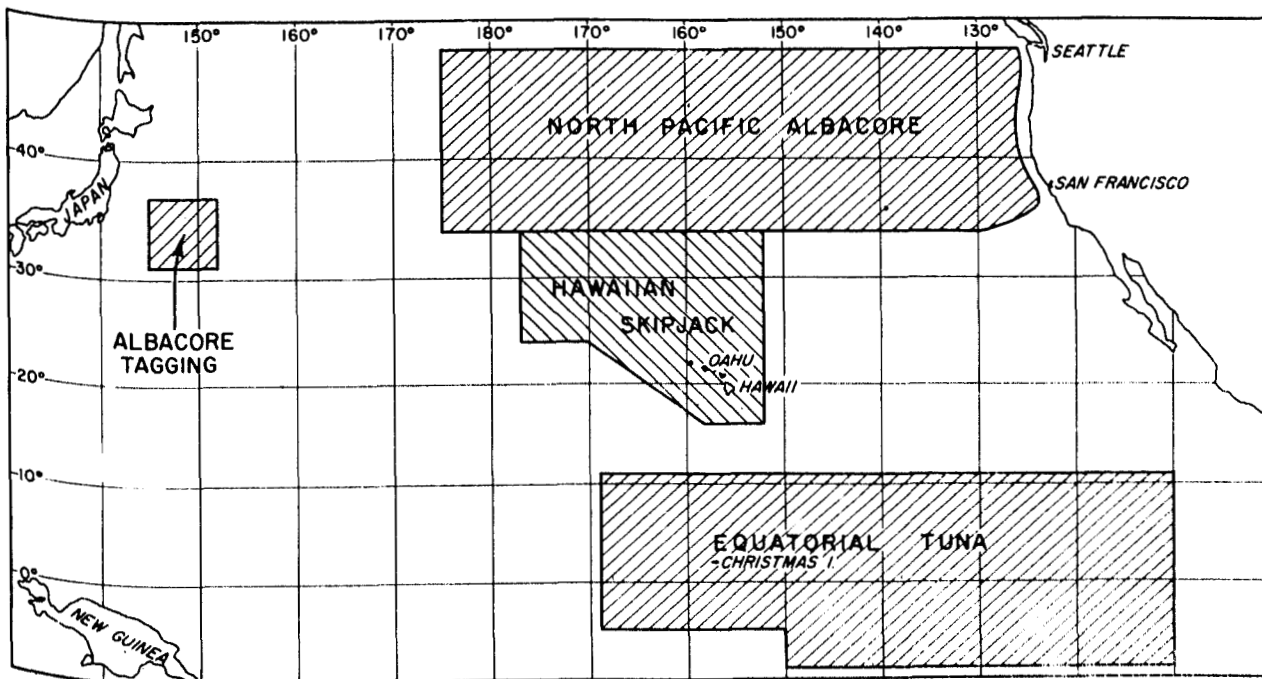 150° 160° 170° 180° 170° 160° 150° 140° 130°
SEATTLE
NORTH PACIFIC ALBACORE
40°
SAN FRANCISCO
JAPAN
30°
HAWAIIAN
SKIPJACK
ALBACORE
TAGGING
OAHU
20°
HAWAII
10°
EQUATORIAL TUNA
CHRISTMAS I.
0°
NEW GUINEA